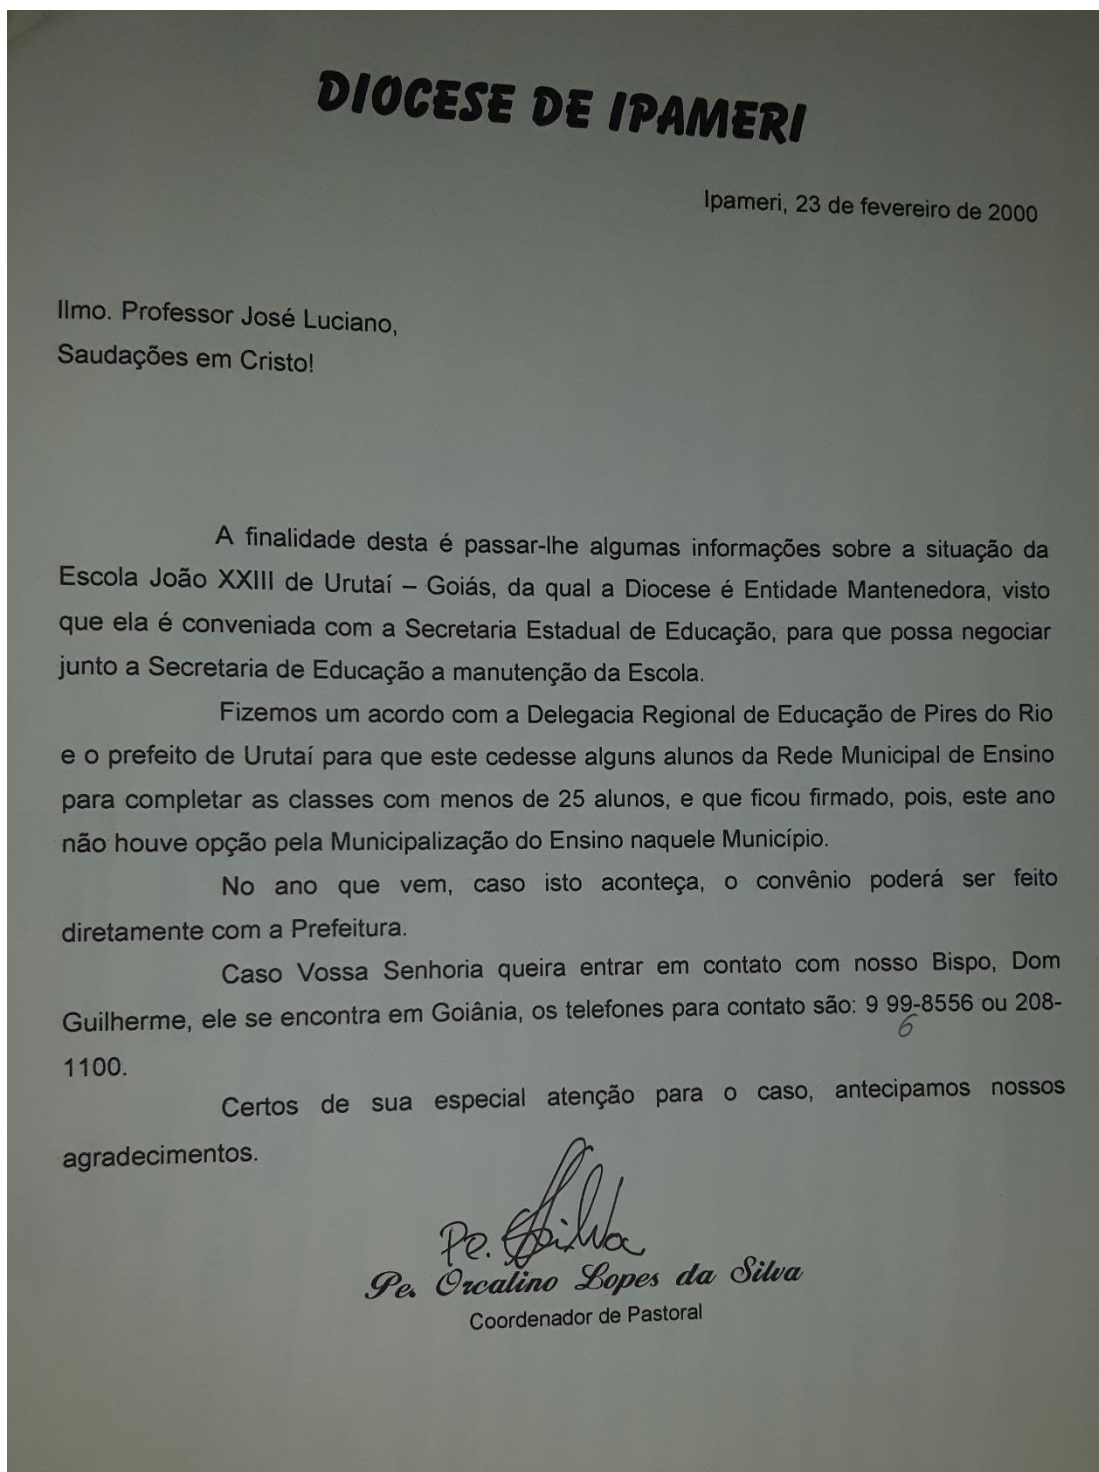 DIOCESE DE IPAMERI
Ipameri, 23 de fevereiro de 2000
Ilmo. Professor José Luciano,
Saudações em Cristo!
A finalidade desta é passar-lhe algumas informações sobre a situação da
Escola João XXIII de Urutaí – Goiás, da qual a Diocese é Entidade Mantenedora, visto
que ela é conveniada com a Secretaria Estadual de Educação, para que possa negociar
junto a Secretaria de Educação a manutenção da Escola.
Fizemos um acordo com a Delegacia Regional de Educação de Pires do Rio
e o prefeito de Urutaí para que este cedesse alguns alunos da Rede Municipal de Ensino
para completar as classes com menos de 25 alunos, e que ficou firmado, pois, este ano
não houve opção pela Municipalização do Ensino naquele Município.
No ano que vem, caso isto aconteça, o convênio poderá ser feito
diretamente com a Prefeitura.
Caso Vossa Senhoria queira entrar em contato com nosso Bispo, Dom
Guilherme, ele se encontra em Goiânia, os telefones para contato são: 9 99-8556 ou 208-
6
1100.
Certos de sua especial atenção para o caso, antecipamos nossos
agradecimentos.
Pe. Silva
Pe. Orcalino Lopes da Silva
Coordenador de Pastoral